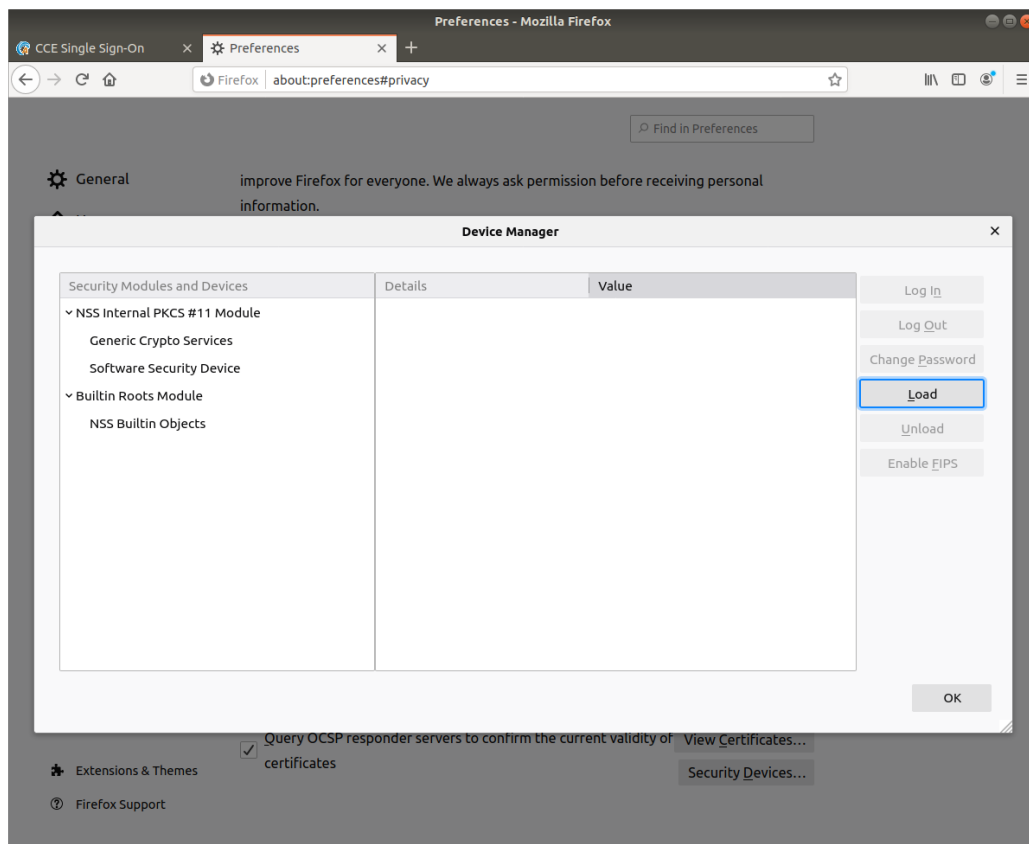 Preferences - Mozilla Firefox
CCE Single Sign-On
Preferences
Firefox about:preferences#privacy
Find in Preferences
General
improve Firefox for everyone. We always ask permission before receiving personal
information.
Device Manager
Security Modules and Devices
Details
Value
NSS Internal PKCS #11 Module
Generic Crypto Services
Software Security Device
Builtin Roots Module
NSS Builtin Objects
Log In
Log Out
Change Password
Load
Unload
Enable FIPS
OK
Query OCSP responder servers to confirm the current validity of
certificates
View Certificates...
Security Devices...
Extensions & Themes
Firefox Support